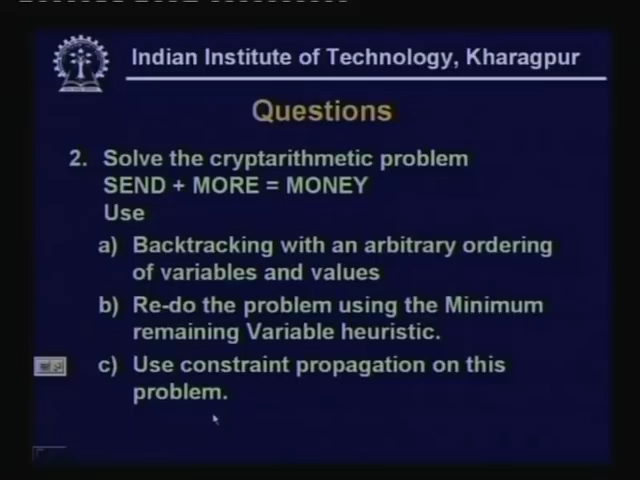 Indian Institute of Technology, Kharagpur
Questions
2. Solve the cryptarithmetic problem
SEND + MORE = MONEY
Use
a) Backtracking with an arbitrary ordering
of variables and values
b) Re-do the problem using the Minimum
remaining Variable heuristic.
c) Use constraint propagation on this
problem.